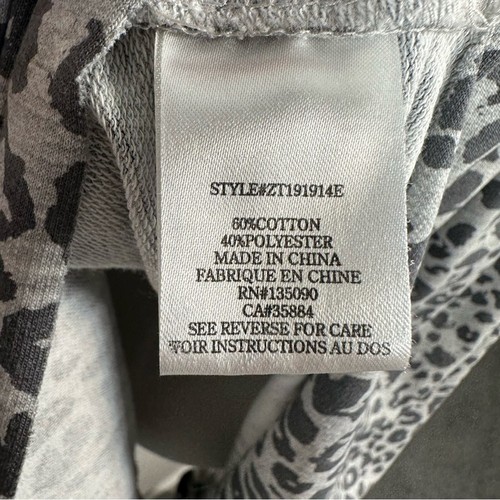 STYLE#ZT191914E
60%COTTON
40%POLYESTER
MADE IN CHINA
FABRIQUE EN CHINE
RN#135090
CA#35884
SEE REVERSE FOR CARE
VOIR INSTRUCTIONS AU DOS